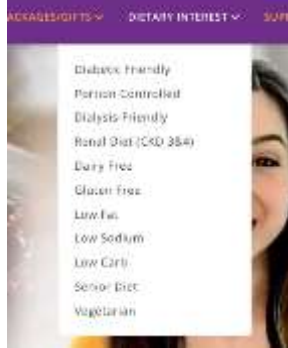 PACKAGES/GIFTS DIETARY INTEREST
Diabetic Friendly
Portion Controlled
Dialysis Friendly
Renal Diet (CKD 3&4)
Dairy Free
Gluten Free
Low Fat
Low Sodium
Low Carb
Senior Diet
Vegetarian